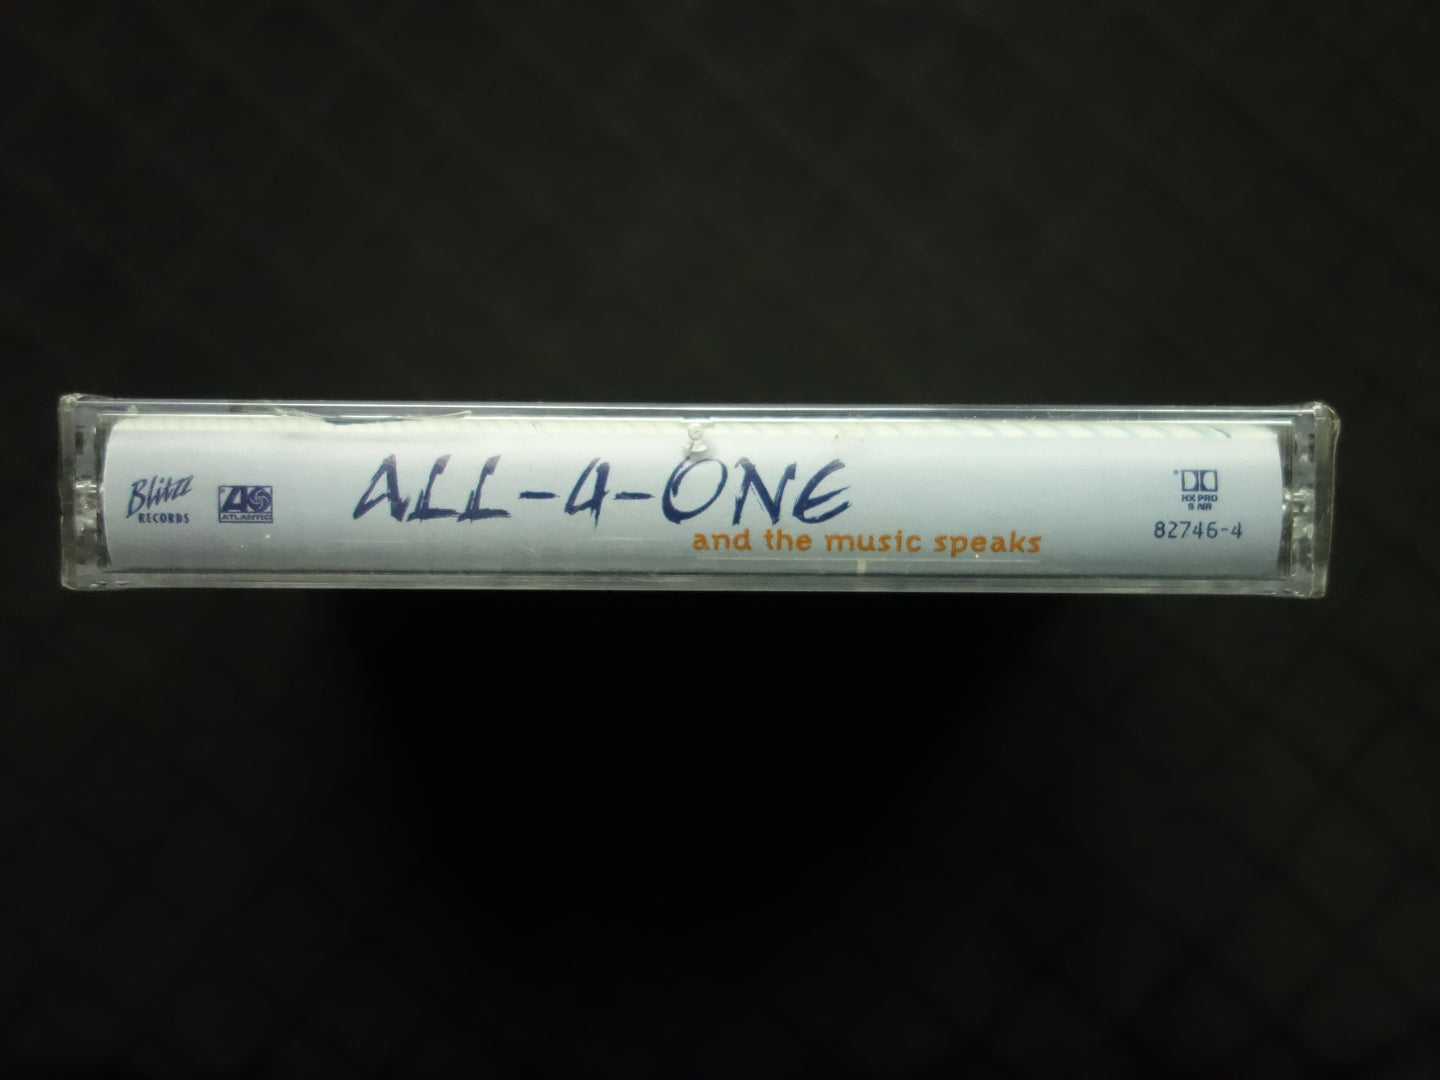 Blitzz
RECORDS
ATLANTIC
ALL-4-ONE
and the music speaks
HX PRO
S NR
82746-4